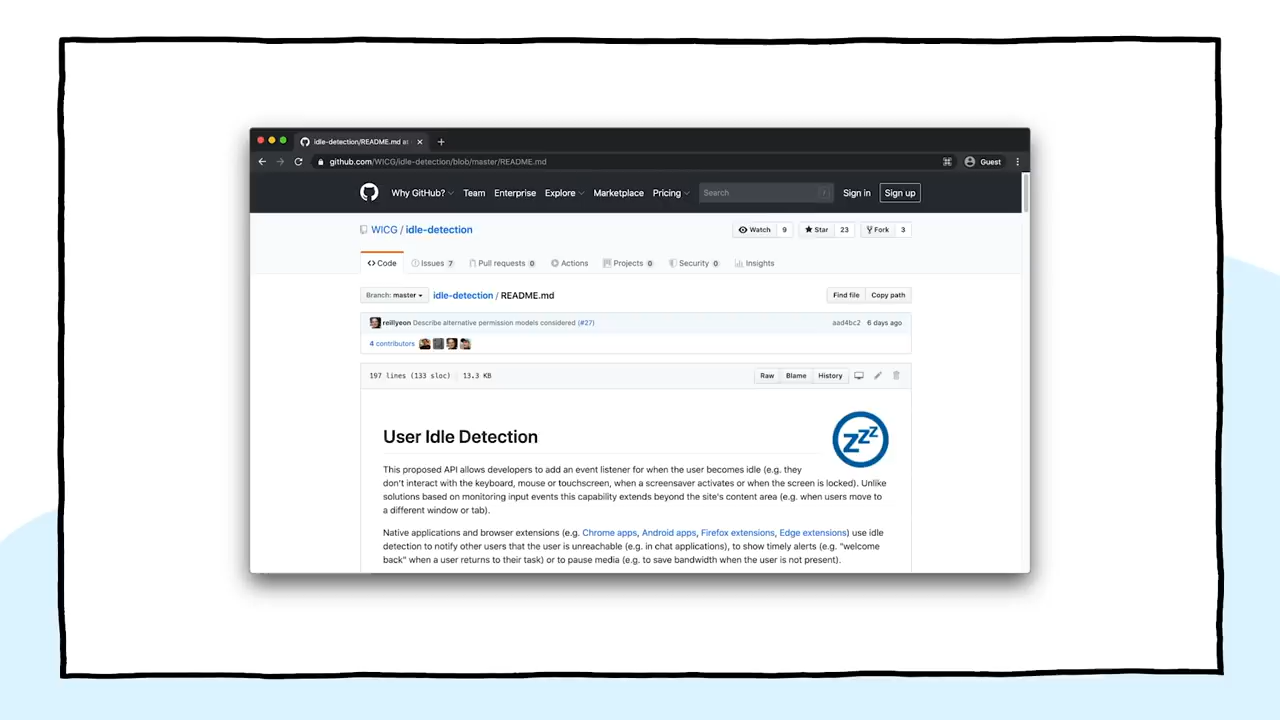 idle-detection/README.md at
github.com/WICG/idle-detection/blob/master/README.md
Guest
Why GitHub? Team Enterprise Explore Marketplace Pricing Search / Sign in Sign up
WICG / idle-detection
Watch 9 Star 23 Fork 3
<> Code Issues 7 Pull requests 0 Actions Projects 0 Security 0 Insights
Branch: master idle-detection / README.md Find file Copy path
reillyeon Describe alternative permission models considered (#27) aad4bc2 6 days ago
4 contributors
197 lines (133 sloc) 13.3 KB Raw Blame History
zzz
User Idle Detection
This proposed API allows developers to add an event listener for when the user becomes idle (e.g. they
don't interact with the keyboard, mouse or touchscreen, when a screensaver activates or when the screen is locked). Unlike
solutions based on monitoring input events this capability extends beyond the site's content area (e.g. when users move to
a different window or tab).
Native applications and browser extensions (e.g. Chrome apps, Android apps, Firefox extensions, Edge extensions) use idle
detection to notify other users that the user is unreachable (e.g. in chat applications), to show timely alerts (e.g. "welcome
back" when a user returns to their task) or to pause media (e.g. to save bandwidth when the user is not present).